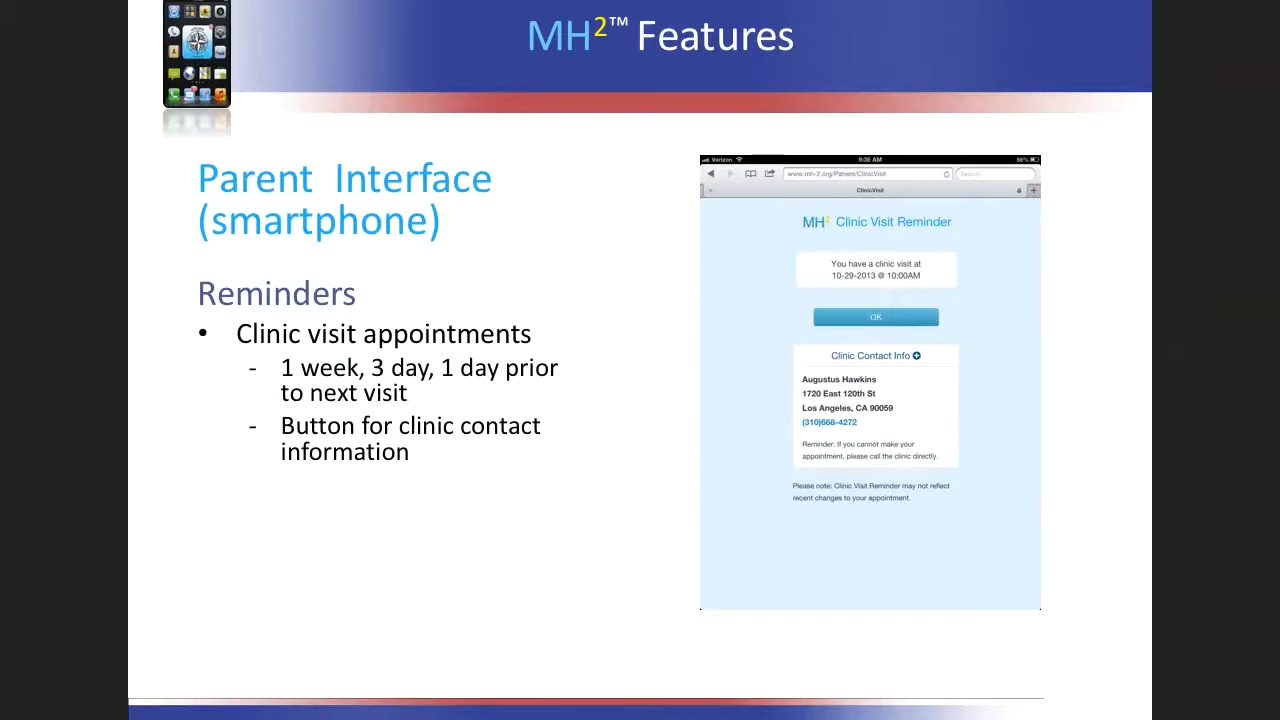 MH2™ Features
Parent Interface
(smartphone)
Reminders
• Clinic visit appointments
- 1 week, 3 day, 1 day prior
to next visit
- Button for clinic contact
information
Verizon
9:36 AM
66%
www.mh-2.org/Patient/ClinicVisit
Search
ClinicVisit
MH2 Clinic Visit Reminder
You have a clinic visit at
10-29-2013 @ 10:00AM
OK
Clinic Contact Info
Augustus Hawkins
1720 East 120th St
Los Angeles, CA 90059
(310)668-4272
Reminder: If you cannot make your
appointment, please call the clinic directly.
Please note: Clinic Visit Reminder may not reflect
recent changes to your appointment.